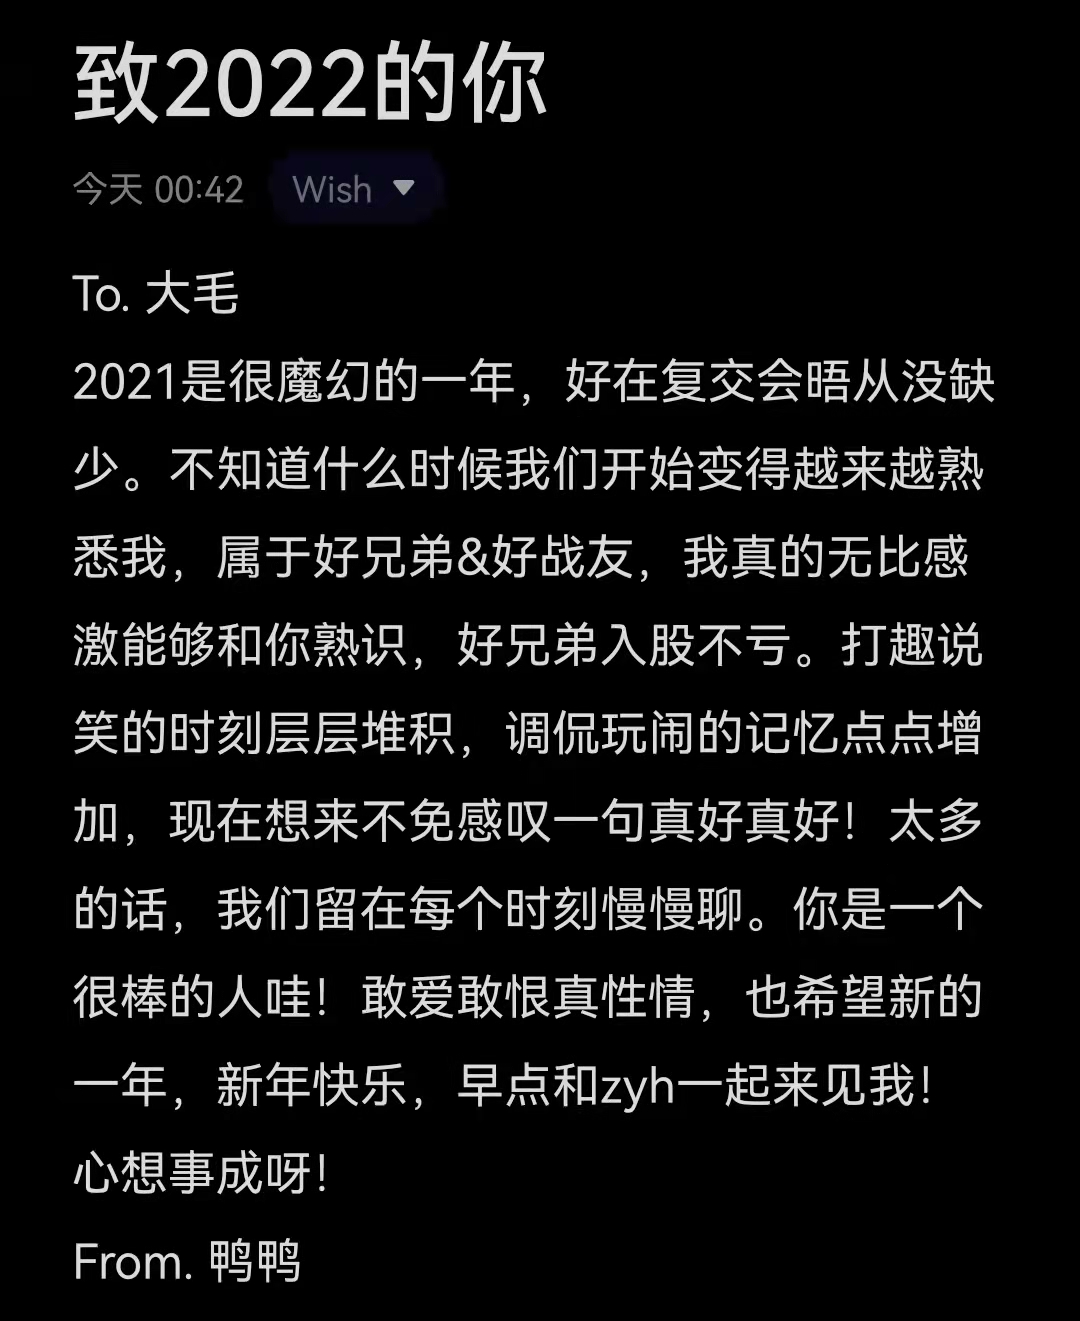 致2022的你
今天 00:42 Wish
To. 大毛
2021是很魔幻的一年，好在复交会晤从没缺
少。不知道什么时候我们开始变得越来越熟
悉我，属于好兄弟&好战友，我真的无比感
激能够和你熟识，好兄弟入股不亏。打趣说
笑的时刻层层堆积，调侃玩闹的记忆点点增
加，现在想来不免感叹一句真好真好！太多
的话，我们留在每个时刻慢慢聊。你是一个
很棒的人哇！敢爱敢恨真性情，也希望新的
一年，新年快乐，早点和zyh一起来见我！
心想事成呀！
From. 鸭鸭